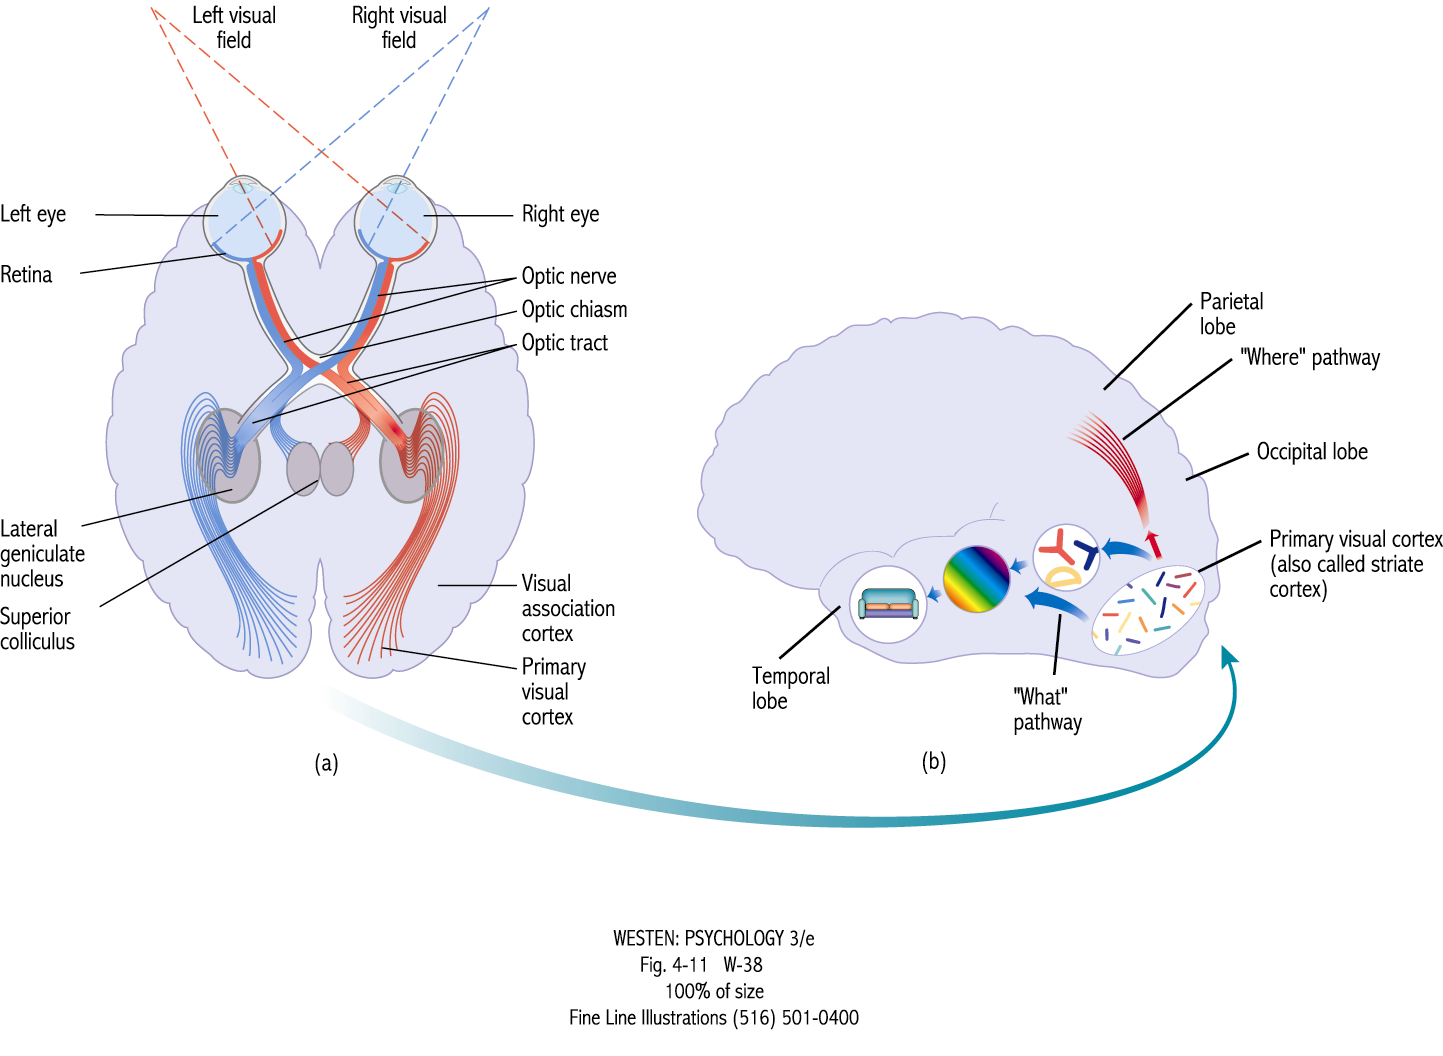 Left visual
field
Right visual
field
Left eye
Retina
Right eye
Optic nerve
Optic chiasm
Optic tract
Lateral
geniculate
nucleus
Superior
colliculus
Visual
association
cortex
Primary
visual
cortex
(a)
Parietal
lobe
"Where" pathway
Occipital lobe
Primary visual cortex
(also called striate
cortex)
Temporal
lobe
"What"
pathway
(b)
WESTEN: PSYCHOLOGY 3/e
Fig. 4-11 W-38
100% of size
Fine Line Illustrations (516) 501-0400